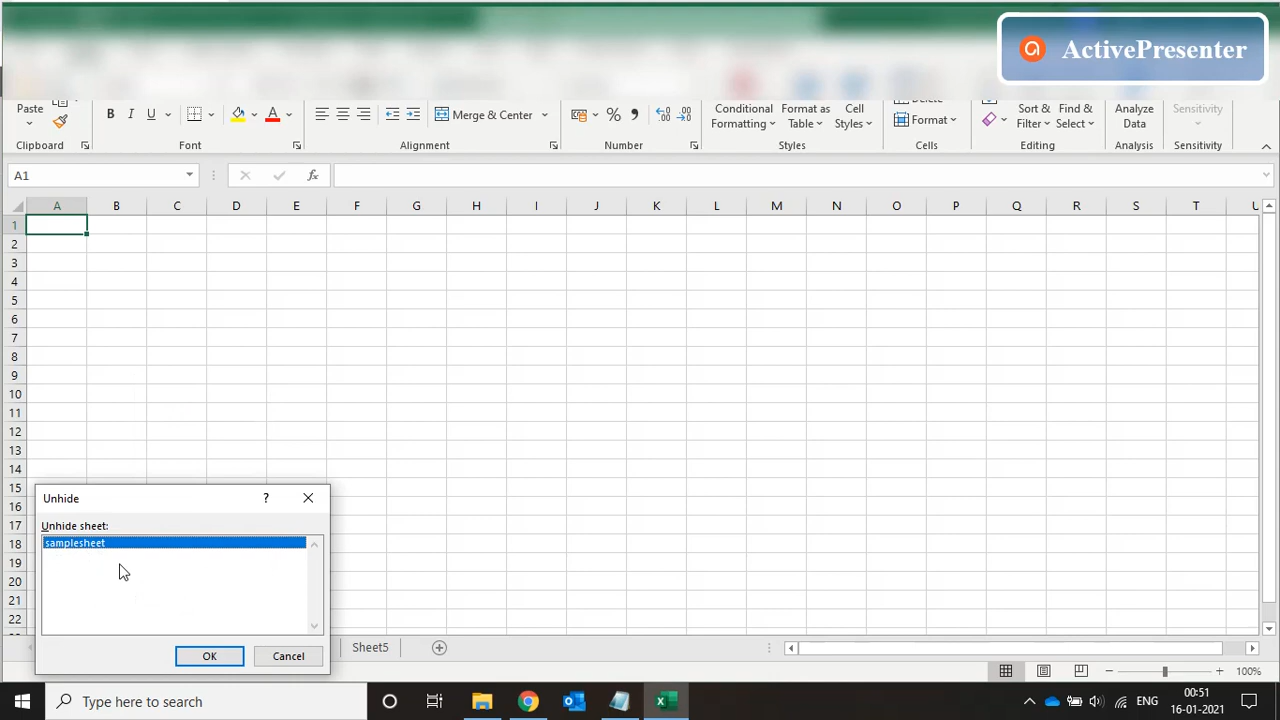 ActivePresenter
Paste
B I U
Merge & Center
%
Conditional Formatting
Format as Table
Cell Styles
Delete
Format
Sort & Filter
Find & Select
Analyze Data
Sensitivity
Clipboard
Font
Alignment
Number
Styles
Cells
Editing
Analysis
Sensitivity
A1
fx
A B C D E F G H I J K L M N O P Q R S T U
1
2
3
4
5
6
7
8
9
10
11
12
13
14
15
16
17
18
19
20
21
22
Unhide
?
Unhide sheet:
samplesheet
OK
Cancel
Sheet5
100%
Type here to search
ENG
00:51
16-01-2021